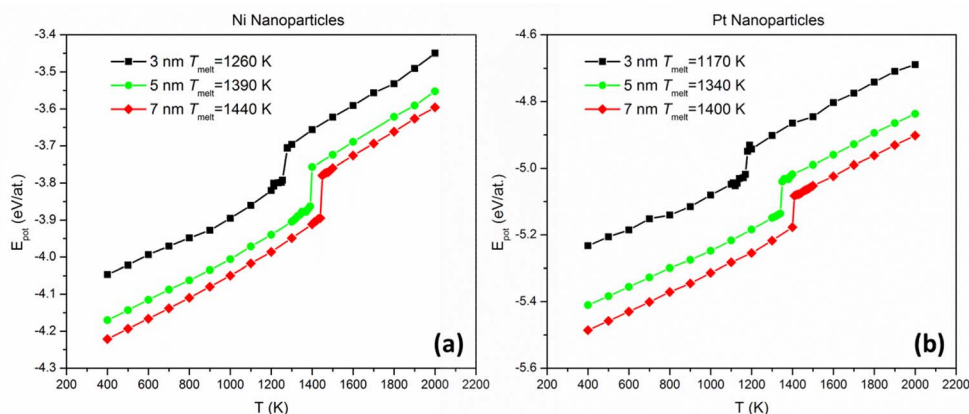 Ni Nanoparticles
3 nm Tmelt=1260 K
5 nm Tmelt=1390 K
7 nm Tmelt=1440 K
-3.4
-3.5
-3.6
-3.7
-3.8
-3.9
-4.0
-4.1
-4.2
-4.3
Epot (eV/at.)
200 400 600 800 1000 1200 1400 1600 1800 2000 2200
T (K)
(a)
Pt Nanoparticles
3 nm Tmelt=1170 K
5 nm Tmelt=1340 K
7 nm Tmelt=1400 K
-4.6
-4.8
-5.0
-5.2
-5.4
-5.6
Epot (eV/at.)
200 400 600 800 1000 1200 1400 1600 1800 2000 2200
T (K)
(b)